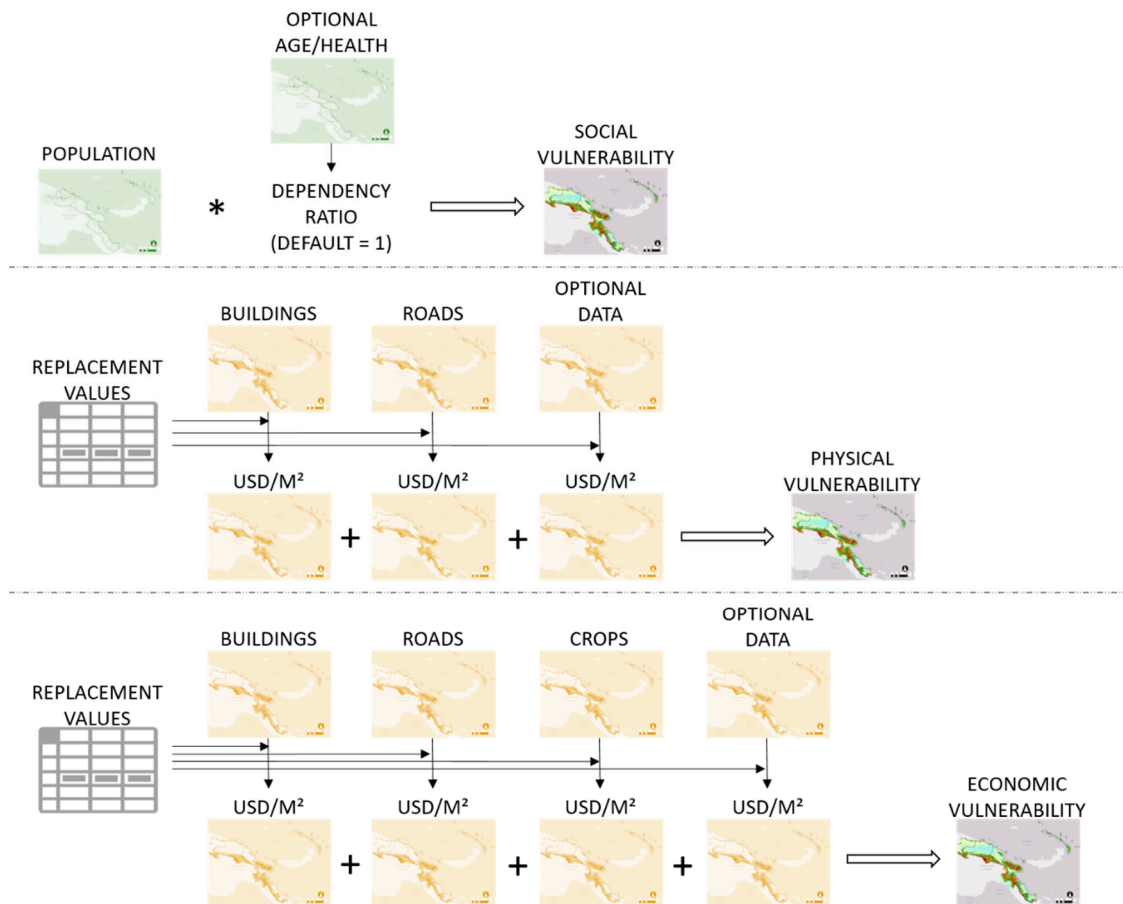 OPTIONAL
AGE/HEALTH
POPULATION
*
DEPENDENCY
RATIO
(DEFAULT = 1)
SOCIAL
VULNERABILITY
BUILDINGS
ROADS
OPTIONAL
DATA
REPLACEMENT
VALUES
USD/M²
+
USD/M²
+
USD/M²
PHYSICAL
VULNERABILITY
BUILDINGS
ROADS
CROPS
OPTIONAL
DATA
REPLACEMENT
VALUES
USD/M²
+
USD/M²
+
USD/M²
+
USD/M²
ECONOMIC
VULNERABILITY